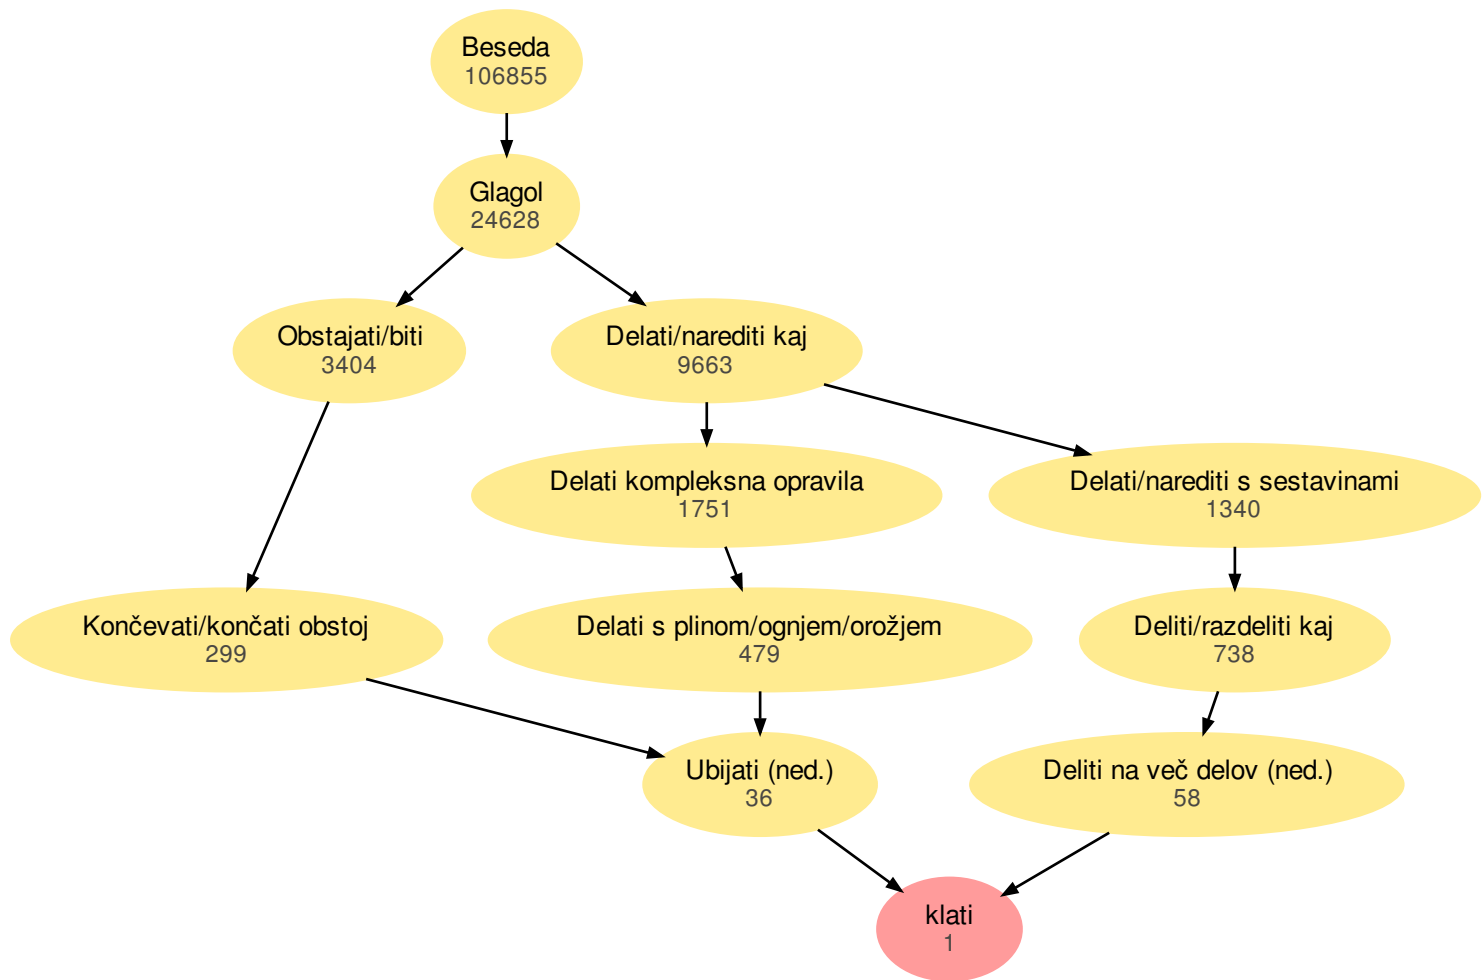 Beseda
106855
Glagol
24628
Obstajati/biti
3404
Delati/narediti kaj
9663
Delati kompleksna opravila
1751
Delati/narediti s sestavinami
1340
Končevati/končati obstoj
299
Delati s plinom/ognjem/orožjem
479
Deliti/razdeliti kaj
738
Ubijati (ned.)
36
Deliti na več delov (ned.)
58
klati
1